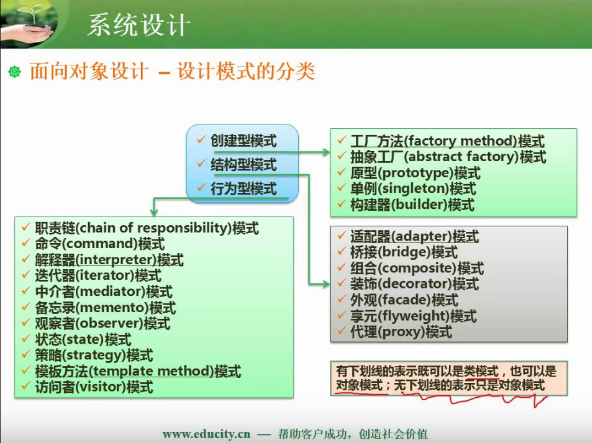 系统设计
面向对象设计 – 设计模式的分类
创建型模式
结构型模式
行为型模式
工厂方法(factory method)模式
抽象工厂(abstract factory)模式
原型(prototype)模式
单例(singleton)模式
构建器(builder)模式
职责链(chain of responsibility)模式
命令(command)模式
解释器(interpreter)模式
迭代器(iterator)模式
中介者(mediator)模式
备忘录(memento)模式
观察者(observer)模式
状态(state)模式
策略(strategy)模式
模板方法(template method)模式
访问者(visitor)模式
适配器(adapter)模式
桥接(bridge)模式
组合(composite)模式
装饰(decorator)模式
外观(facade)模式
享元(flyweight)模式
代理(proxy)模式
有下划线的表示既可以是类模式，也可以是
对象模式；无下划线的表示只是对象模式
www.educity.cn — 帮助客户成功，创造社会价值